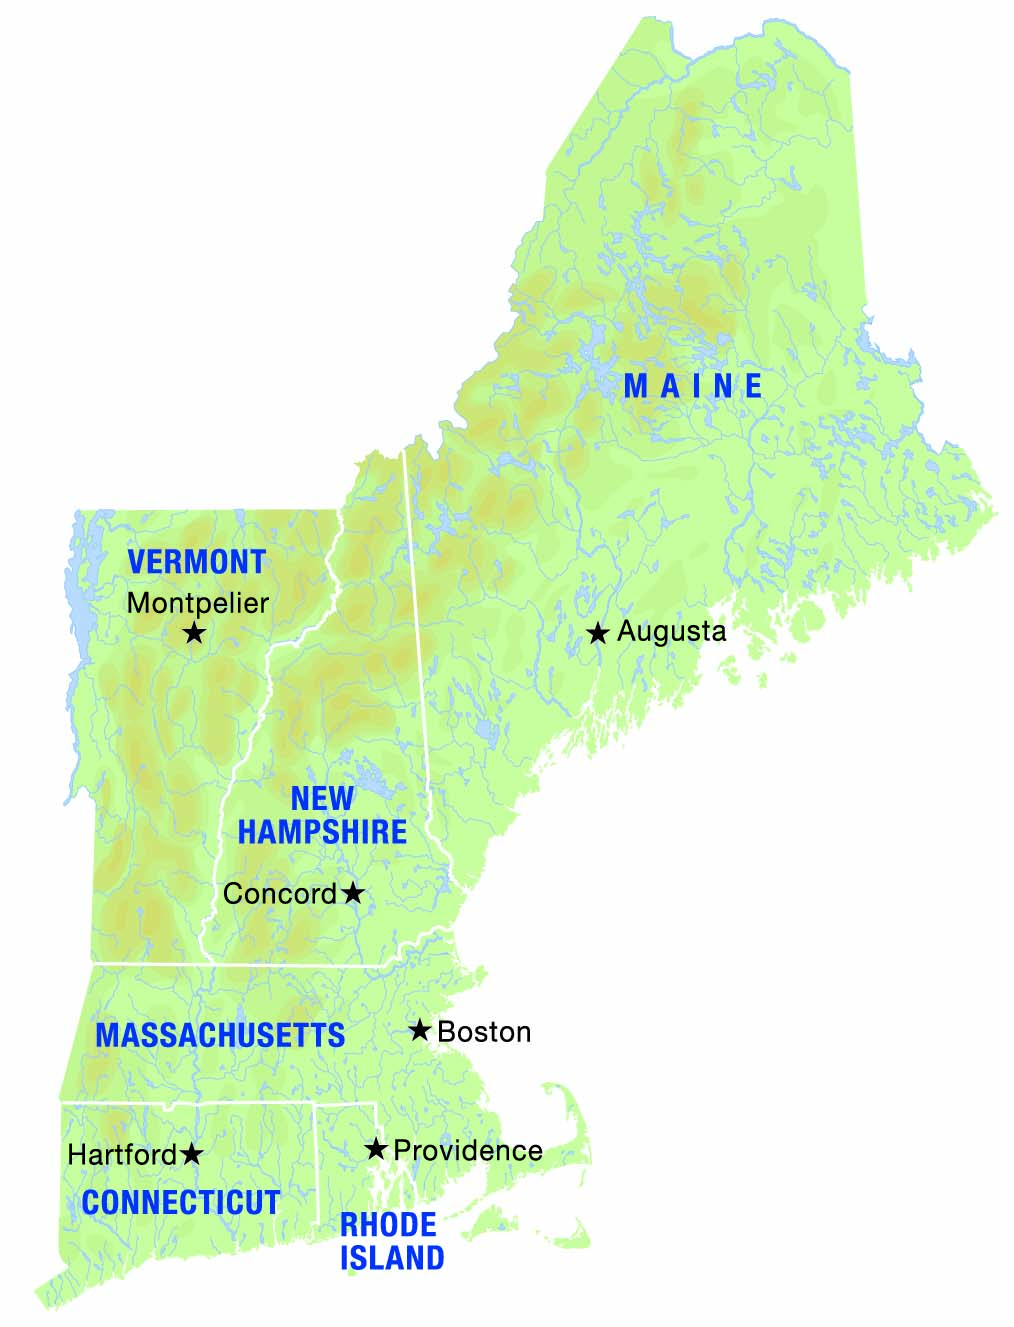 MAINE
VERMONT
Montpelier
Augusta
NEW
HAMPSHIRE
Concord
MASSACHUSETTS
Boston
Hartford
Providence
CONNECTICUT
RHODE
ISLAND